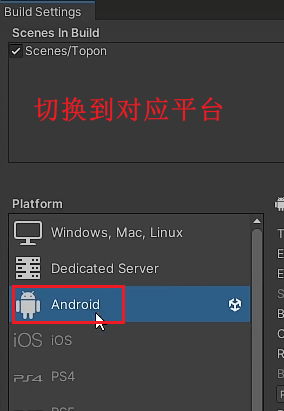 Build Settings
Scenes In Build
Scenes/Topon
切换到对应平台
Platform
Windows, Mac, Linux
Dedicated Server
Android
iOS iOS
PS4 PS4